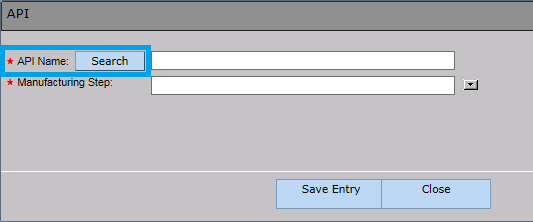 API
* API Name: Search
* Manufacturing Step:
Save Entry Close